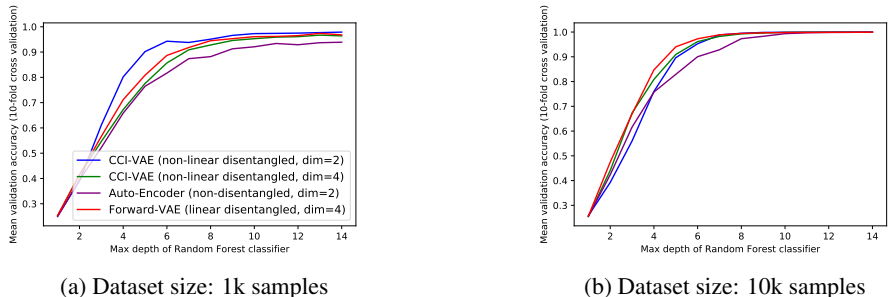 Mean validation accuracy (10-fold cross validation)
1.0
0.9
0.8
0.7
0.6
0.5
0.4
0.3
CCI-VAE (non-linear disentangled, dim=2)
CCI-VAE (non-linear disentangled, dim=4)
Auto-Encoder (non-disentangled, dim=2)
Forward-VAE (linear disentangled, dim=4)
2 4 6 8 10 12 14
Max depth of Random Forest classifier
(a) Dataset size: 1k samples
Mean validation accuracy (10-fold cross validation)
1.0
0.9
0.8
0.7
0.6
0.5
0.4
0.3
2 4 6 8 10 12 14
Max depth of Random Forest classifier
(b) Dataset size: 10k samples